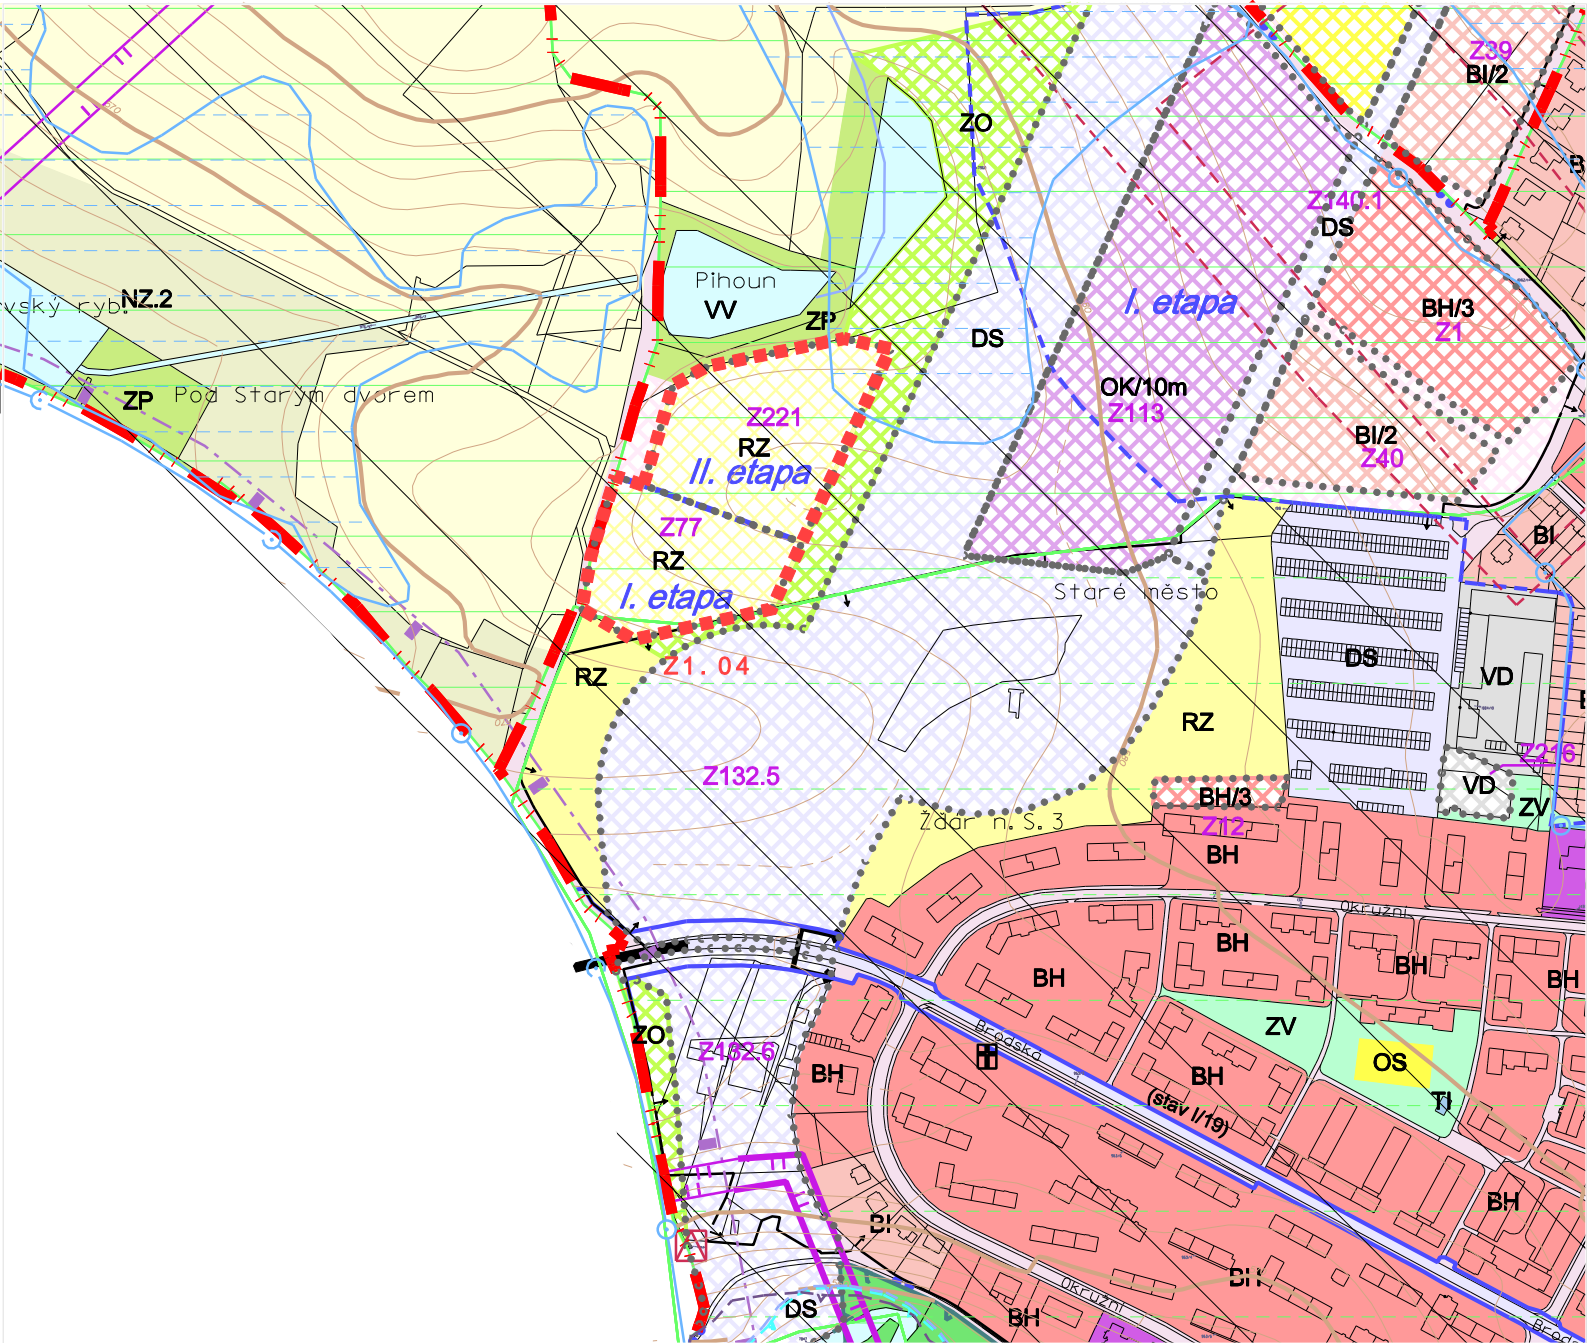 Z39
BI/2
ZO
B
Z140.1
DS
Pihoun
VV
ZP
vský ryb.
NZ.2
I. etapa
BH/3
Z1
DS
ZP
Pod Starým dvorem
OK/10m
Z113
Z221
RZ
II. etapa
BI/2
Z40
Z77
RZ
I. etapa
BI
Staré město
Z1. 04
RZ
DS
VD
RZ
Z132.5
Z216
VD
ZV
BH/3
Z12
Žďár n. S. 3
BH
Okružní
BH
BH
BH
BH
Brodská
ZV
ZO
Z132.6
OS
BH
BH
(stav I/19)
TI
BH
BI
BH
Okružní
DS
BH